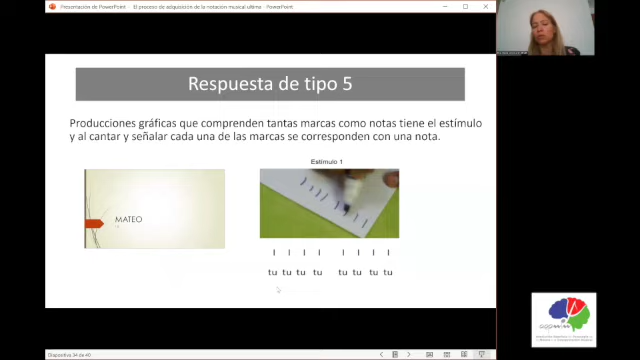 Presentación de PowerPoint - El proceso de adquisición de la notación musical ultimo - PowerPoint
Respuesta de tipo 5
Producciones gráficas que comprenden tantas marcas como notas tiene el estímulo
y al cantar y señalar cada una de las marcas se corresponden con una nota.
Estímulo 1
MATEO
I I I I I I I I
tu tu tu tu tu tu tu tu
Diapositiva 34 de 40